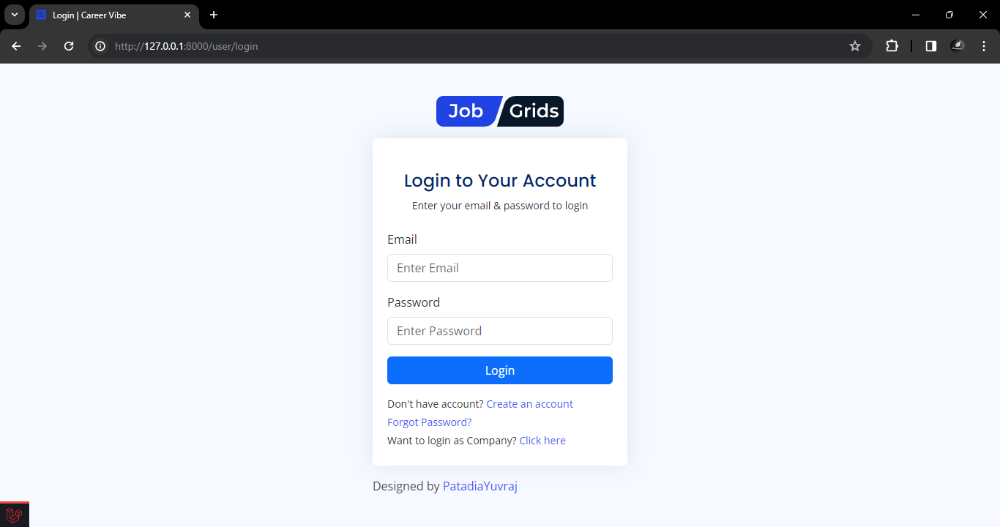 Login | Career Vibe
http://127.0.0.1:8000/user/login
Job Grids
Login to Your Account
Enter your email & password to login
Email
Enter Email
Password
Enter Password
Login
Don't have account? Create an account
Forgot Password?
Want to login as Company? Click here
Designed by PatadiaYuvraj